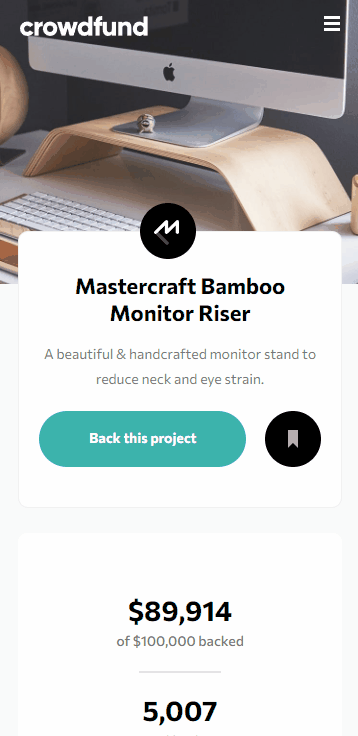 crowdfund
Mastercraft Bamboo
Monitor Riser
A beautiful & handcrafted monitor stand to
reduce neck and eye strain.
Back this project
$89,914
of $100,000 backed
5,007